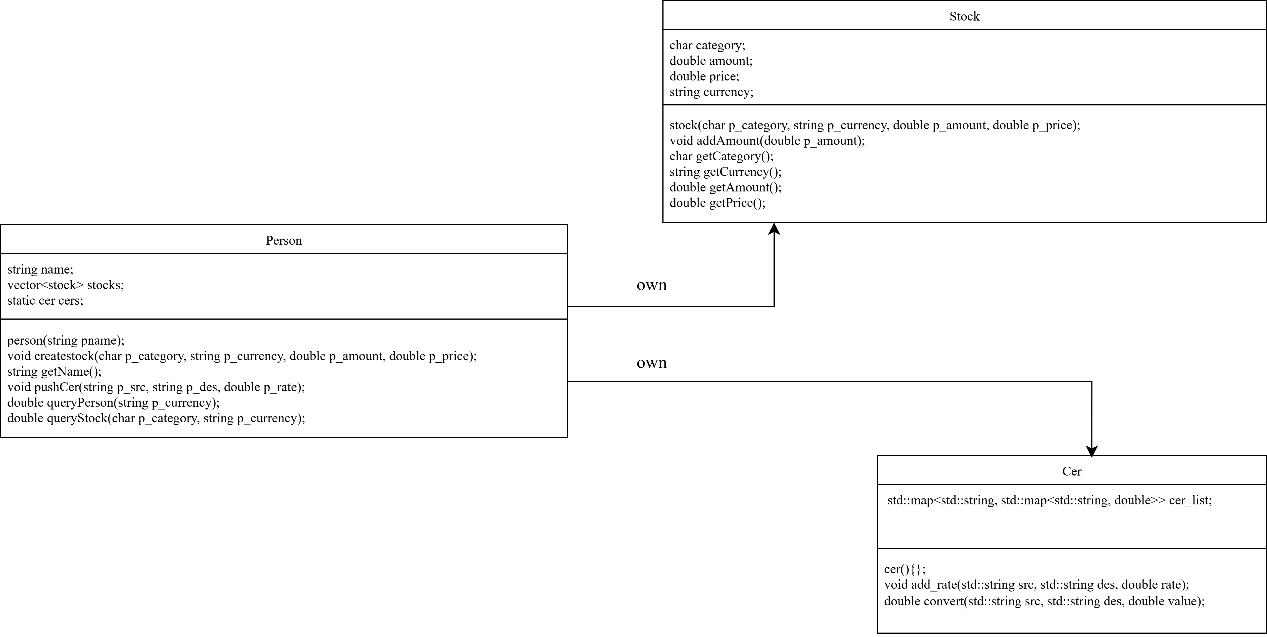 Stock
char category;
double amount;
double price;
string currency;
stock(char p_category, string p_currency, double p_amount, double p_price);
void addAmount(double p_amount);
char getCategory();
string getCurrency();
double getAmount();
double getPrice();
Person
string name;
vector<stock> stocks;
static cer cers;
person(string pname);
void createstock(char p_category, string p_currency, double p_amount, double p_price);
string getName();
void pushCer(string p_src, string p_des, double p_rate);
double queryPerson(string p_currency);
double queryStock(char p_category, string p_currency);
own
own
Cer
std::map<std::string, std::map<std::string, double>> cer_list;
cer(){};
void add_rate(std::string src, std::string des, double rate);
double convert(std::string src, std::string des, double value);